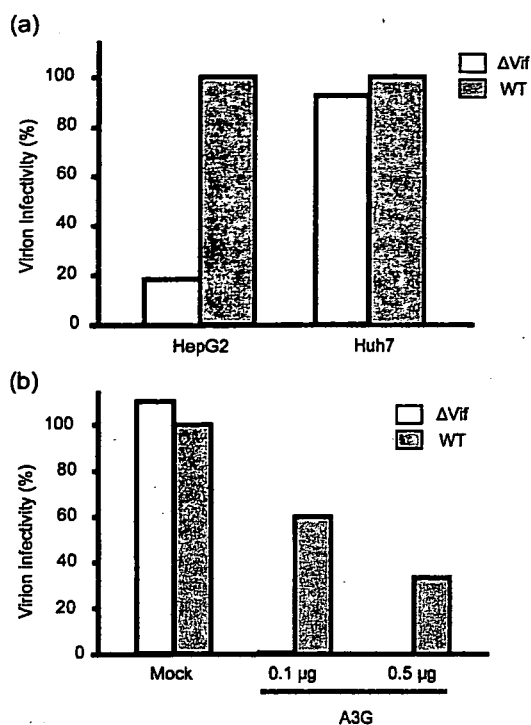 (a)
ΔVif
WT
100
80
60
40
20
0
Virion Infectivity (%)
HepG2 Huh7
(b)
ΔVif
WT
100
80
60
40
20
0
Virion Infectivity (%)
Mock 0.1 µg 0.5 µg
A3G